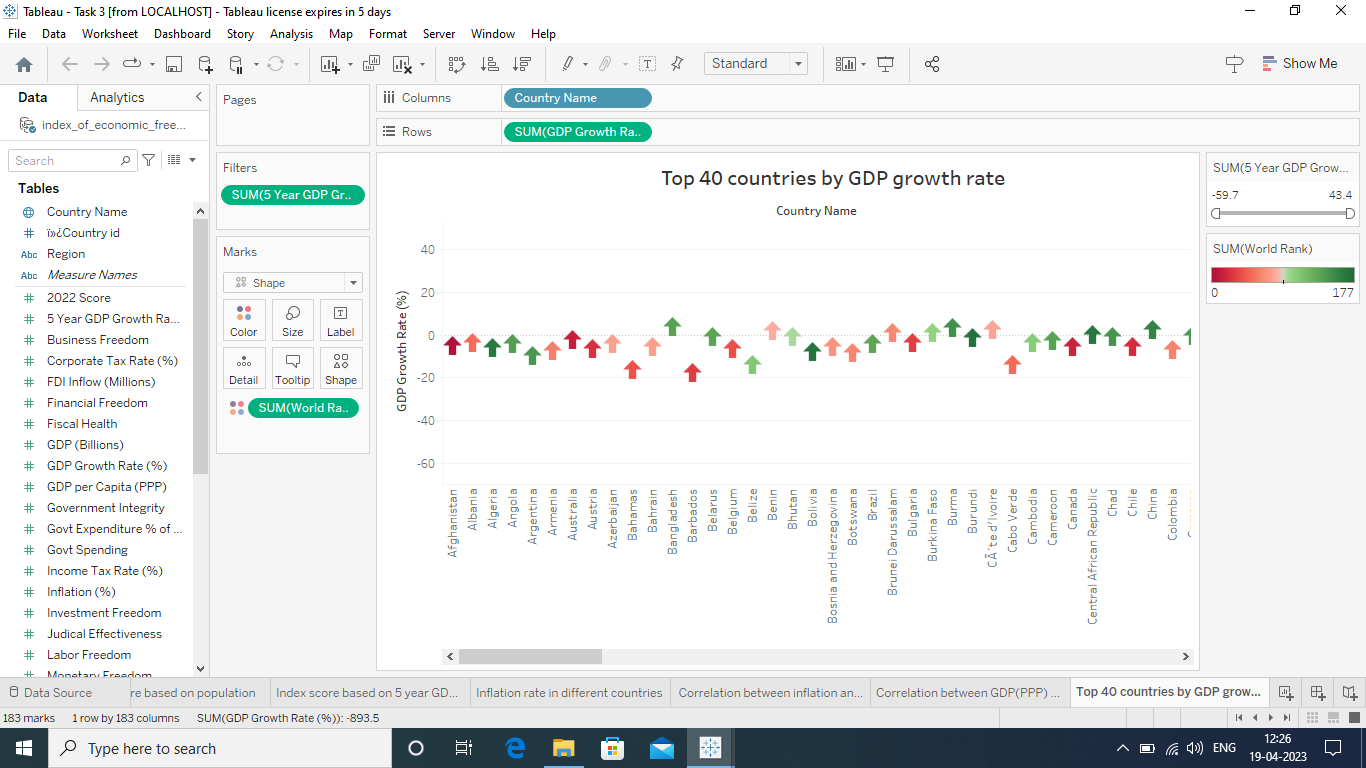 Tableau - Task 3 [from LOCALHOST] - Tableau license expires in 5 days
File Data Worksheet Dashboard Story Analysis Map Format Server Window Help
Standard
Show Me
Data Analytics
index_of_economic_free...
Search
Tables
Country Name
ï»¿Country id
Abc Region
Abc Measure Names
2022 Score
5 Year GDP Growth Ra...
Business Freedom
Corporate Tax Rate (%)
FDI Inflow (Millions)
Financial Freedom
Fiscal Health
GDP (Billions)
GDP Growth Rate (%)
GDP per Capita (PPP)
Government Integrity
Govt Expenditure % of ...
Govt Spending
Income Tax Rate (%)
Inflation (%)
Investment Freedom
Judical Effectiveness
Labor Freedom
Monetary Freedom
Pages
Filters
SUM(5 Year GDP Gr..
Marks
Shape
Color Size Label
Detail Tooltip Shape
SUM(World Ra..
Columns Country Name
Rows SUM(GDP Growth Ra..
Top 40 countries by GDP growth rate
Country Name
GDP Growth Rate (%)
40
20
0
-20
-40
-60
Afghanistan
Albania
Algeria
Angola
Argentina
Armenia
Australia
Austria
Azerbaijan
Bahamas
Bahrain
Bangladesh
Barbados
Belarus
Belgium
Belize
Benin
Bhutan
Bolivia
Bosnia and Herzegovina
Botswana
Brazil
Brunei Darussalam
Bulgaria
Burkina Faso
Burma
Burundi
CÃ´te d'Ivoire
Cabo Verde
Cambodia
Cameroon
Canada
Central African Republic
Chad
Chile
China
Colombia
SUM(5 Year GDP Grow...
-59.7 43.4
SUM(World Rank)
0 177
Data Source
re based on population
Index score based on 5 year GD...
Inflation rate in different countries
Correlation between inflation an...
Correlation between GDP(PPP) ...
Top 40 countries by GDP grow...
183 marks 1 row by 183 columns SUM(GDP Growth Rate (%)): -893.5
Type here to search
ENG
12:26
19-04-2023